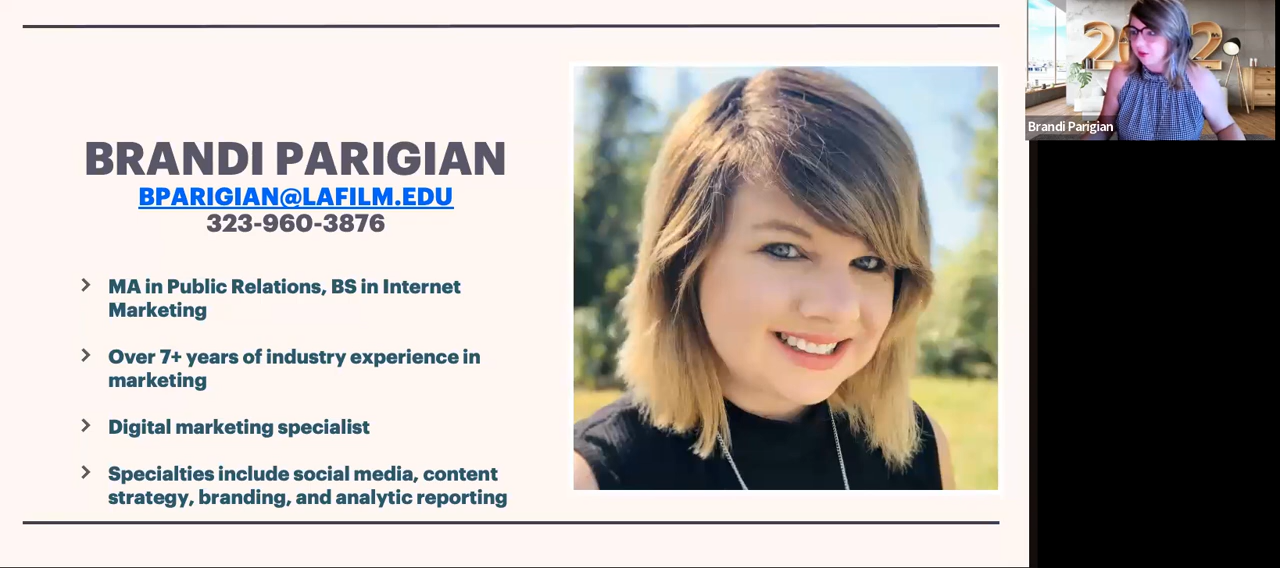 BRANDI PARIGIAN
BPARIGIAN@LAFILM.EDU
323-960-3876
MA in Public Relations, BS in Internet
Marketing
Over 7+ years of industry experience in
marketing
Digital marketing specialist
Specialties include social media, content
strategy, branding, and analytic reporting
Brandi Parigian